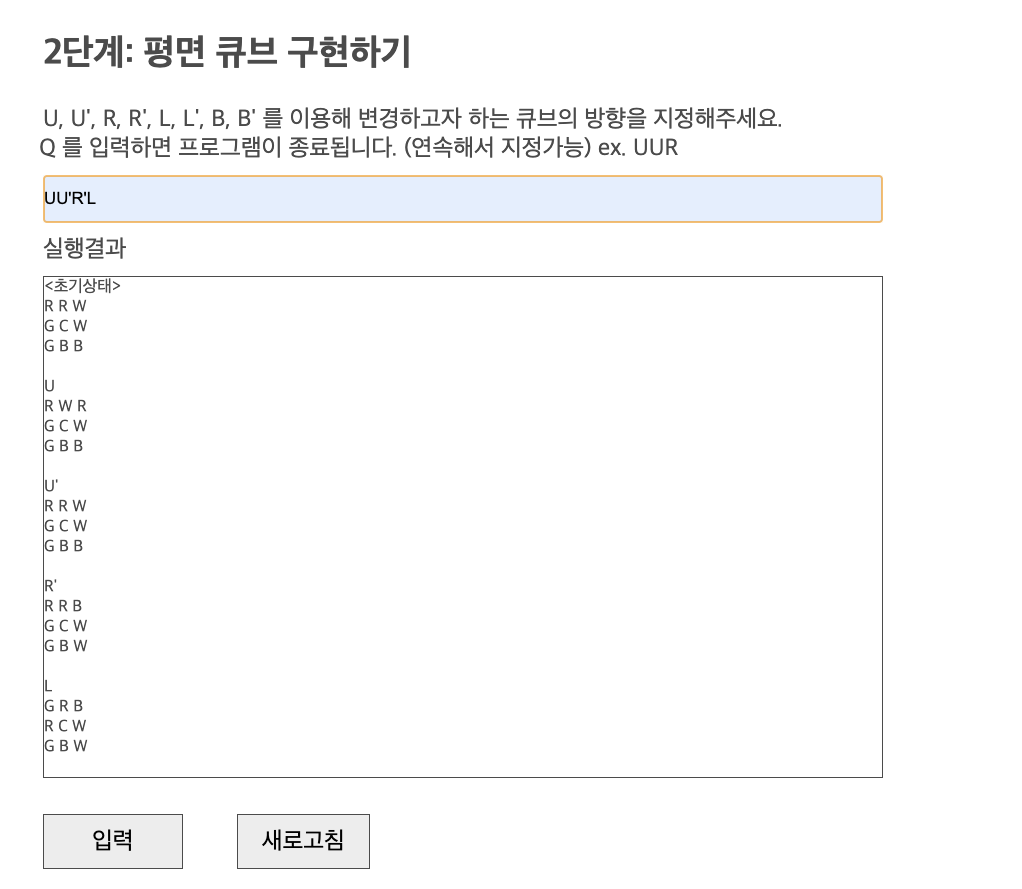 2단계: 평면 큐브 구현하기
U, U', R, R', L, L', B, B' 를 이용해 변경하고자 하는 큐브의 방향을 지정해주세요.
Q 를 입력하면 프로그램이 종료됩니다. (연속해서 지정가능) ex. UUR
UU'R'L
실행결과
<초기상태>
R R W
G C W
G B B
U
R W R
G C W
G B B
U'
R R W
G C W
G B B
R'
R R B
G C W
G B W
L
G R B
R C W
G B W
입력
새로고침